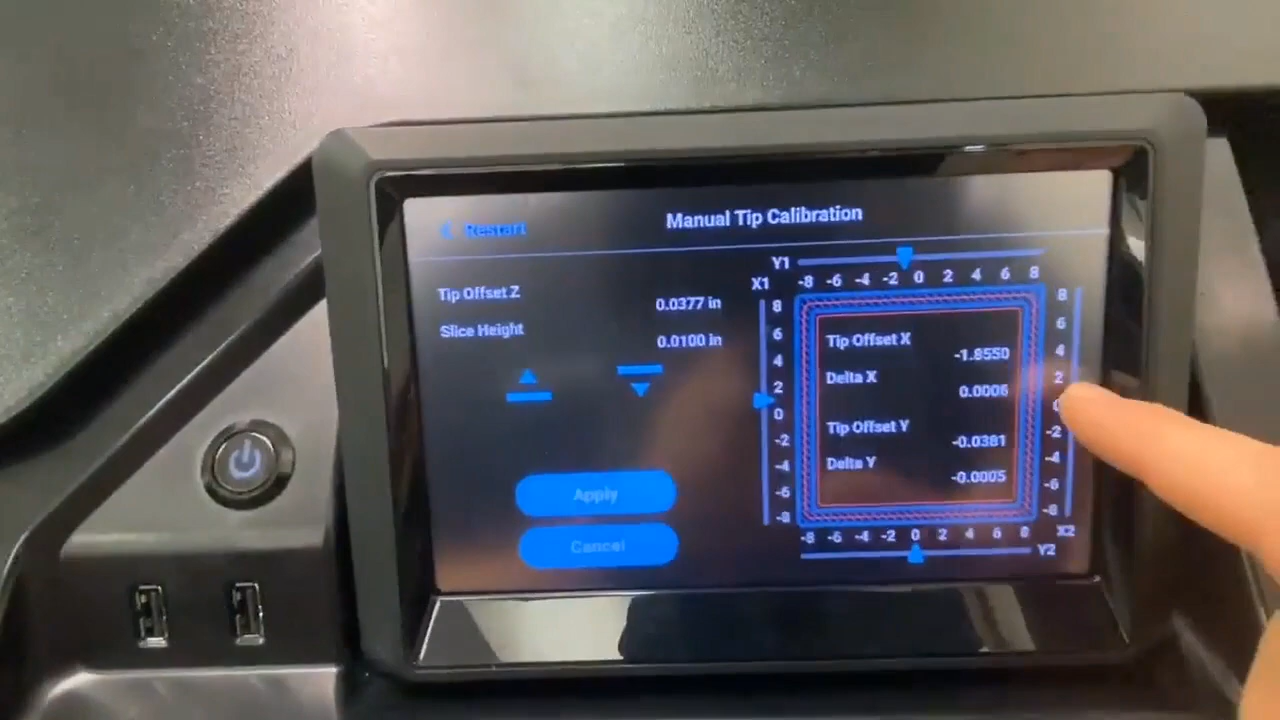 Restart
Manual Tip Calibration
Tip Offset Z
0.0377 in
Slice Height
0.0100 in
Apply
Cancel
Y1
-8 -6 -4 -2 0 2 4 6 8
X1
8
6
4
2
0
-2
-4
-6
-8
Tip Offset X
-1.8550
Delta X
0.0006
Tip Offset Y
-0.0381
Delta Y
-0.0005
8
6
4
2
0
-2
-4
-6
-8
X2
-8 -6 -4 -2 0 2 4 6 8
Y2